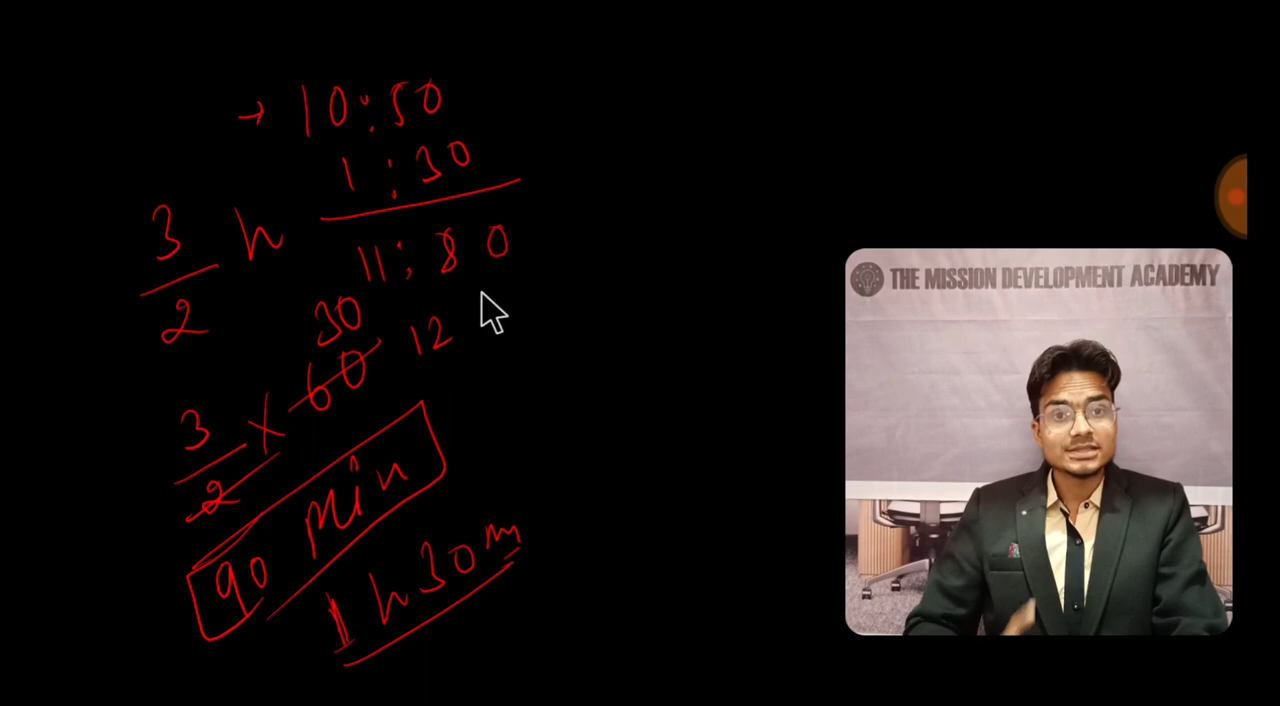 → 10:50
1:30
11:80
12
3/2 h
3/2 × 60 30
90 Min
1 h 30 m
THE MISSION DEVELOPMENT ACADEMY